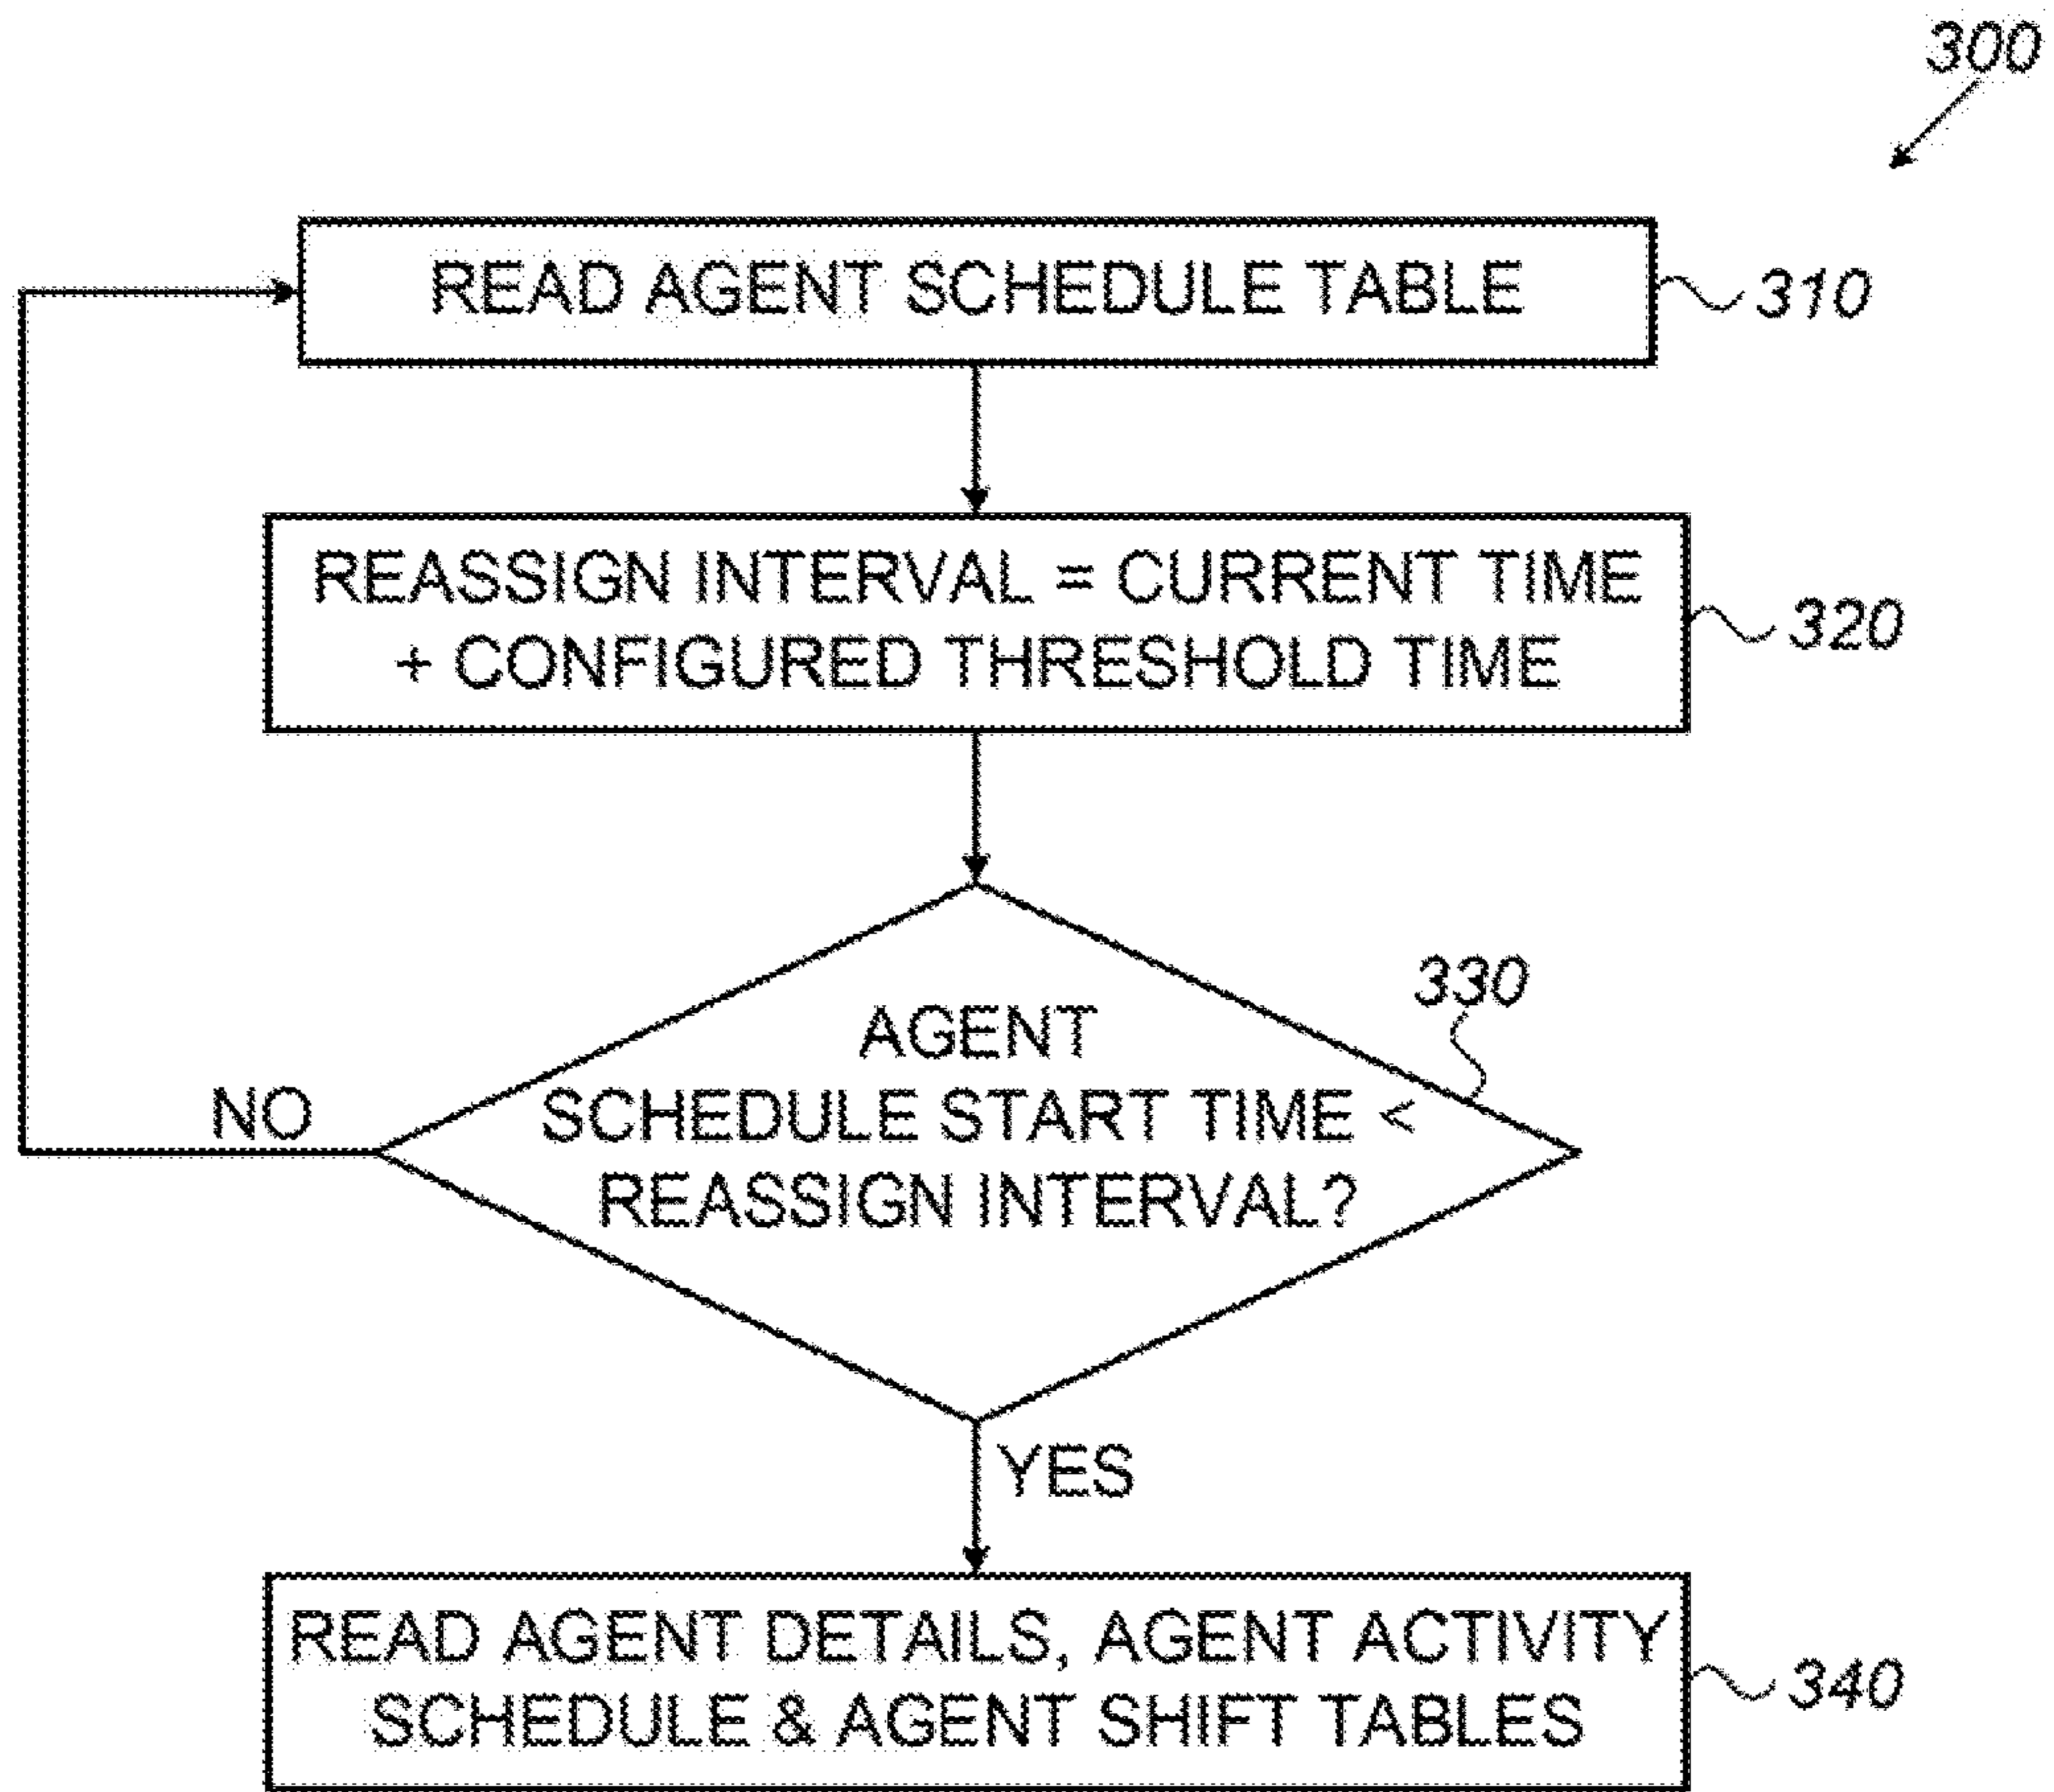 300
READ AGENT SCHEDULE TABLE
310
REASSIGN INTERVAL = CURRENT TIME
+ CONFIGURED THRESHOLD TIME
320
330
AGENT
SCHEDULE START TIME <
REASSIGN INTERVAL?
NO
YES
READ AGENT DETAILS, AGENT ACTIVITY
SCHEDULE & AGENT SHIFT TABLES
340